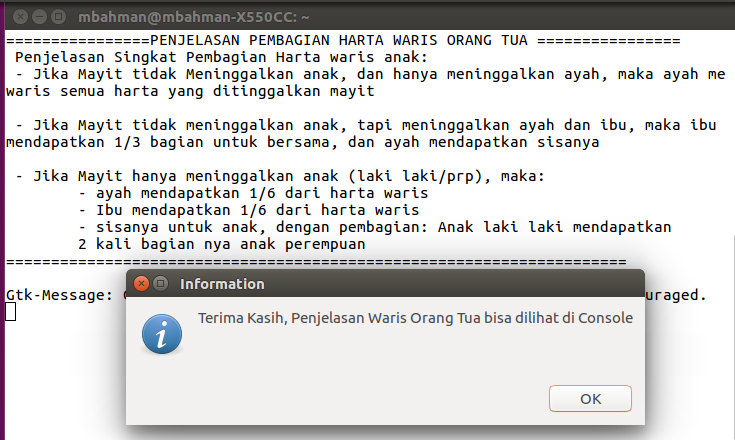 mbahman@mbahman-X550CC: ~
================PENJELASAN PEMBAGIAN HARTA WARIS ORANG TUA ================
Penjelasan Singkat Pembagian Harta waris anak:
- Jika Mayit tidak Meninggalkan anak, dan hanya meninggalkan ayah, maka ayah me
waris semua harta yang ditinggalkan mayit
- Jika Mayit tidak meninggalkan anak, tapi meninggalkan ayah dan ibu, maka ibu
mendapatkan 1/3 bagian untuk bersama, dan ayah mendapatkan sisanya
- Jika Mayit hanya meninggalkan anak (laki laki/prp), maka:
- ayah mendapatkan 1/6 dari harta waris
- Ibu mendapatkan 1/6 dari harta waris
- sisanya untuk anak, dengan pembagian: Anak laki laki mendapatkan
2 kali bagian nya anak perempuan
=====================================================================
Gtk-Message: uraged.
Information
Terima Kasih, Penjelasan Waris Orang Tua bisa dilihat di Console
OK